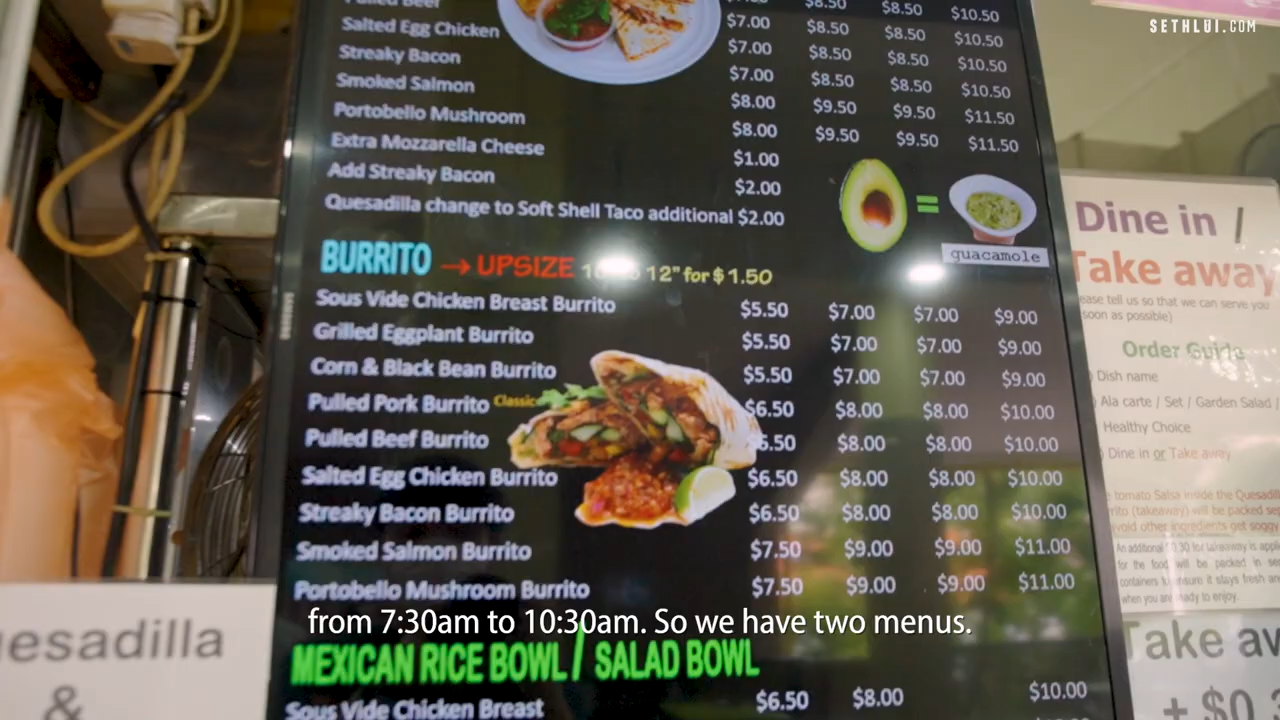 SETHLUI.COM
Pulled Beef $8.50 $8.50 $10.50
Salted Egg Chicken $7.00 $8.50 $8.50 $10.50
Streaky Bacon $7.00 $8.50 $8.50 $10.50
Smoked Salmon $7.00 $8.50 $8.50 $10.50
Portobello Mushroom $8.00 $9.50 $9.50 $11.50
Extra Mozzarella Cheese $8.00 $9.50 $9.50 $11.50
Add Streaky Bacon $1.00
Quesadilla change to Soft Shell Taco additional $2.00
$2.00
=
guacamole
BURRITO → UPSIZE 12" for $1.50
Sous Vide Chicken Breast Burrito $5.50 $7.00 $7.00 $9.00
Grilled Eggplant Burrito $5.50 $7.00 $7.00 $9.00
Corn & Black Bean Burrito $5.50 $7.00 $7.00 $9.00
Pulled Pork Burrito Classic $6.50 $8.00 $8.00 $10.00
Pulled Beef Burrito $6.50 $8.00 $8.00 $10.00
Salted Egg Chicken Burrito $6.50 $8.00 $8.00 $10.00
Streaky Bacon Burrito $6.50 $8.00 $8.00 $10.00
Smoked Salmon Burrito $7.50 $9.00 $9.00 $11.00
Portobello Mushroom Burrito $7.50 $9.00 $9.00 $11.00
from 7:30am to 10:30am. So we have two menus.
MEXICAN RICE BOWL / SALAD BOWL
Sous Vide Chicken Breast $6.50 $8.00 $10.00
Dine in /
Take away
ease tell us so that we can serve you
soon as possible)
Order Guide
Dish name
Ala carte / Set / Garden Salad /
Healthy Choice
Dine in or Take away
tomato Salsa inside the Quesadill
rito (takeaway) will be packed sep
avoid other ingredients get soggy
An additional $0.30 for takeaway is appli
for the food will be packed in
containers to ensure it stays fresh and
when you are ready to enjoy.
Take aw
+ $0.3
uesadilla
&